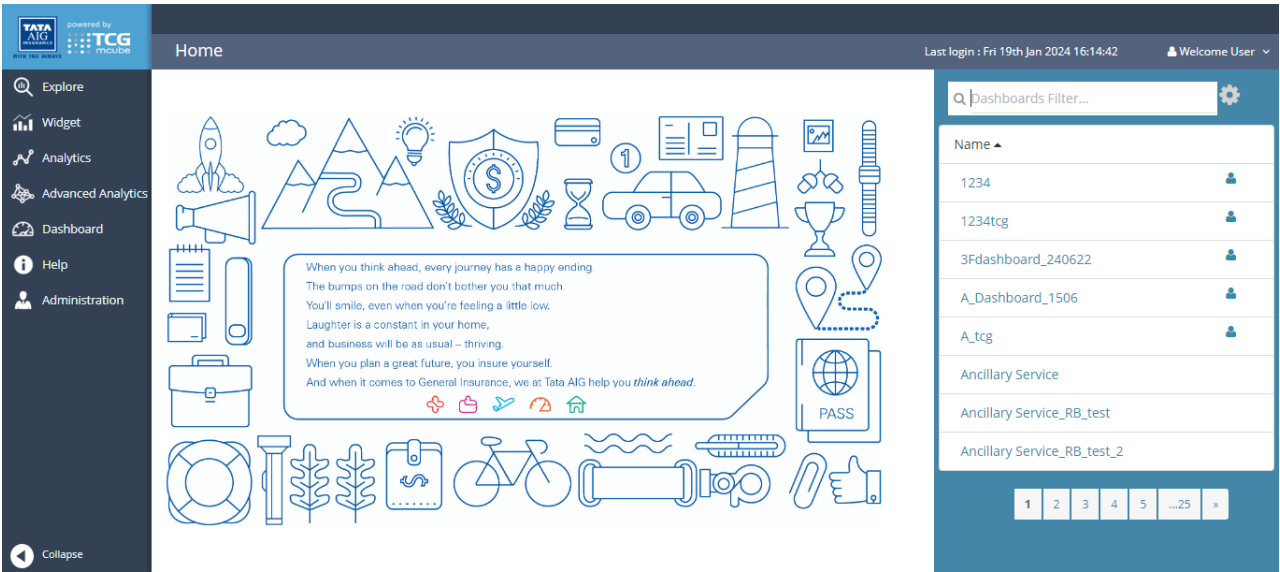 TATA
AIG
INSURANCE
WITH YOU ALWAYS
powered by
TCG
mcube
Home
Last login : Fri 19th Jan 2024 16:14:42
Welcome User
Explore
Widget
Analytics
Advanced Analytics
Dashboard
Help
Administration
Collapse
$
1
When you think ahead, every journey has a happy ending.
The bumps on the road don't bother you that much.
You'll smile, even when you're feeling a little low.
Laughter is a constant in your home,
and business will be as usual – thriving.
When you plan a great future, you insure yourself.
And when it comes to General Insurance, we at Tata AIG help you think ahead.
PASS
$
Dashboards Filter...
Name
1234
1234tcg
3Fdashboard_240622
A_Dashboard_1506
A_tcg
Ancillary Service
Ancillary Service_RB_test
Ancillary Service_RB_test_2
1 2 3 4 5 ...25 »